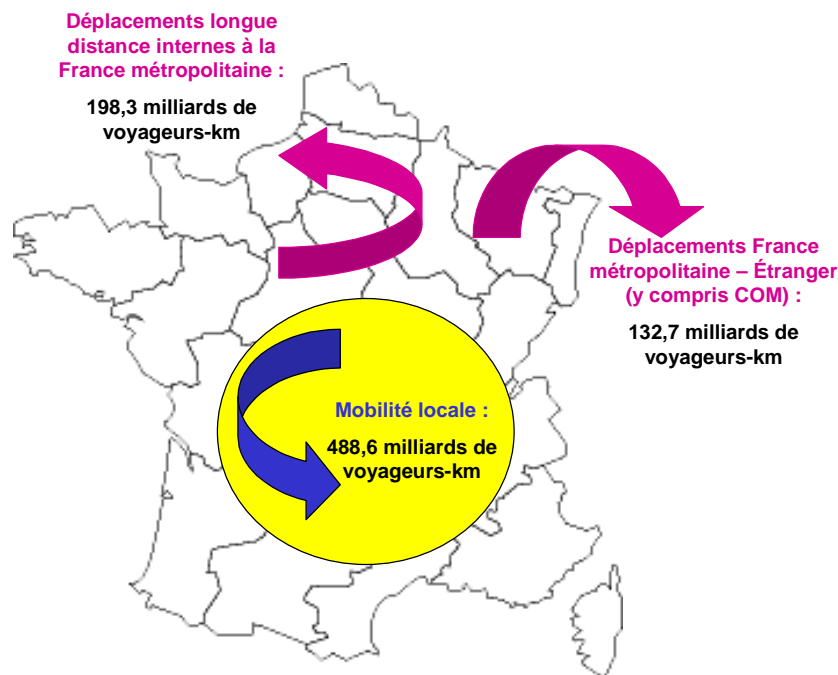 Déplacements longue
distance internes à la
France métropolitaine :
198,3 milliards de
voyageurs-km
Déplacements France
métropolitaine – Étranger
(y compris COM) :
132,7 milliards de
voyageurs-km
Mobilité locale :
488,6 milliards de
voyageurs-km